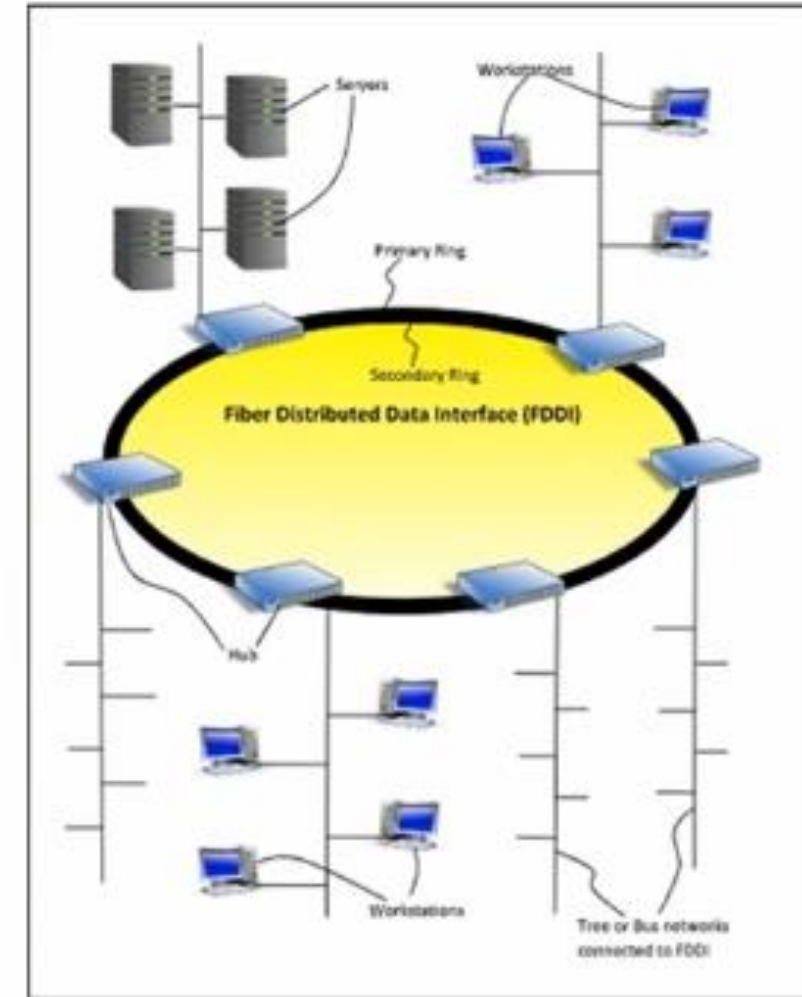 Servers
Workstations
Primary Ring
Secondary Ring
Fiber Distributed Data Interface (FDDI)
Hub
Workstations
Tree or Bus networks
connected to FDDI